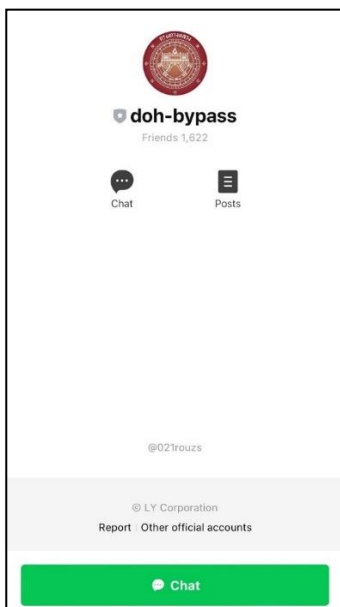 doh-bypass
Friends 1,622
Chat
Posts
@021rouzs
© LY Corporation
Report
Other official accounts
Chat